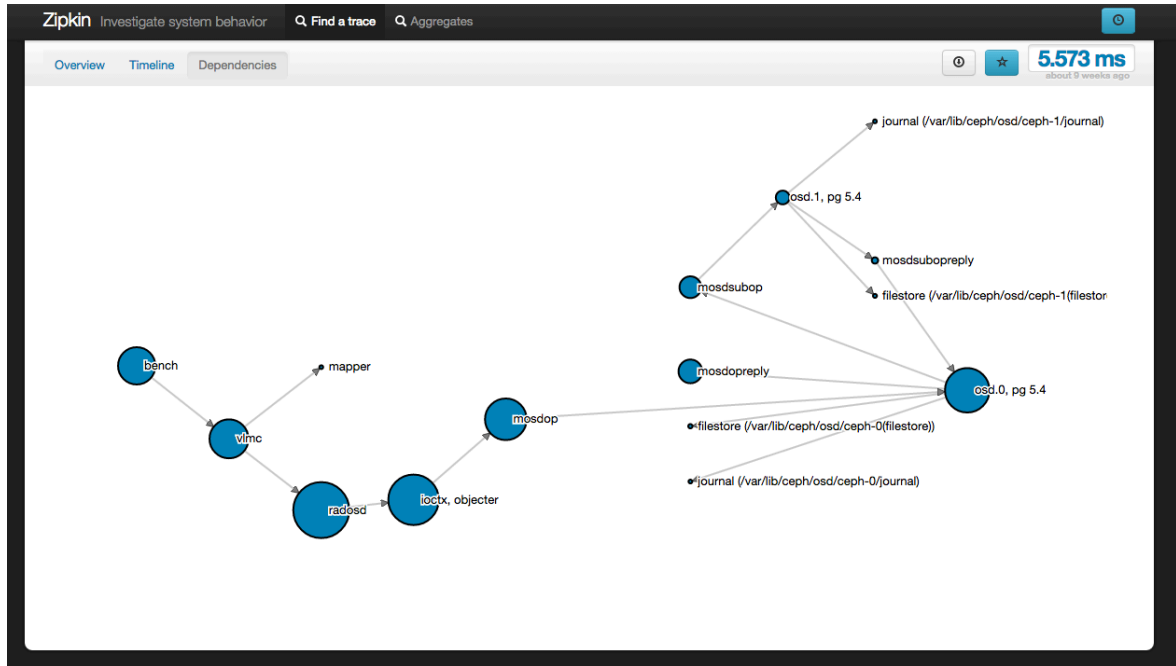 Zipkin Investigate system behavior Find a trace Aggregates
Overview Timeline Dependencies 5.573 ms
about 9 weeks ago
journal (/var/lib/ceph/osd/ceph-1/journal)
osd.1, pg 5.4
mosdsubopreply
mosdsubop
filestore (/var/lib/ceph/osd/ceph-1(filestor
bench
mapper
mosdopreply
osd.0, pg 5.4
mosdop
filestore (/var/lib/ceph/osd/ceph-0(filestore))
vlmc
journal (/var/lib/ceph/osd/ceph-0/journal)
ioctx, objecter
radosd